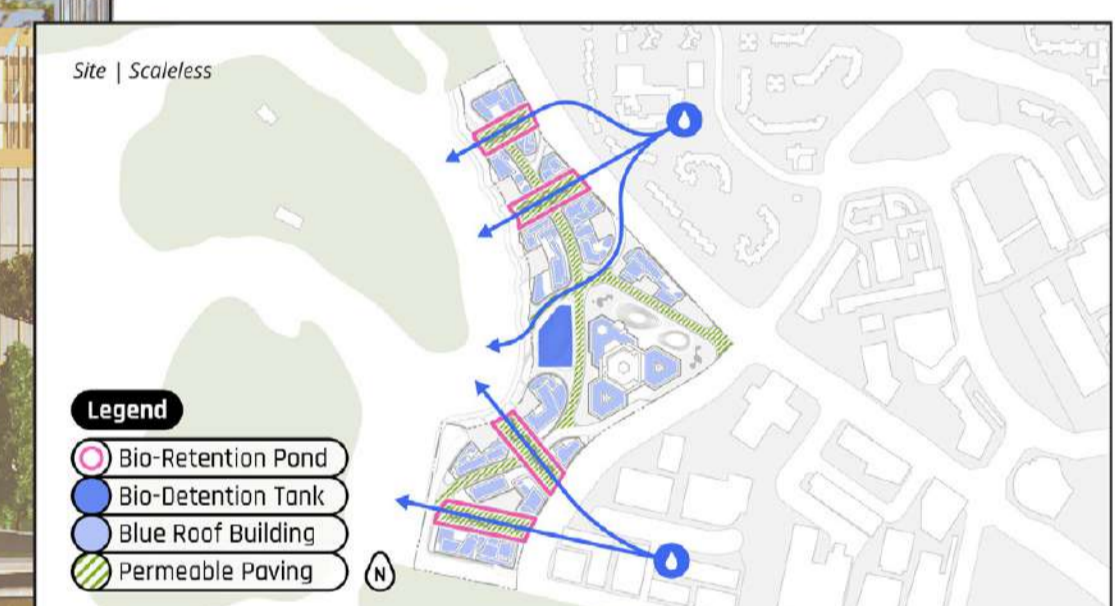 Site | Scaleless
Legend
Bio-Retention Pond
Bio-Detention Tank
Blue Roof Building
Permeable Paving
N